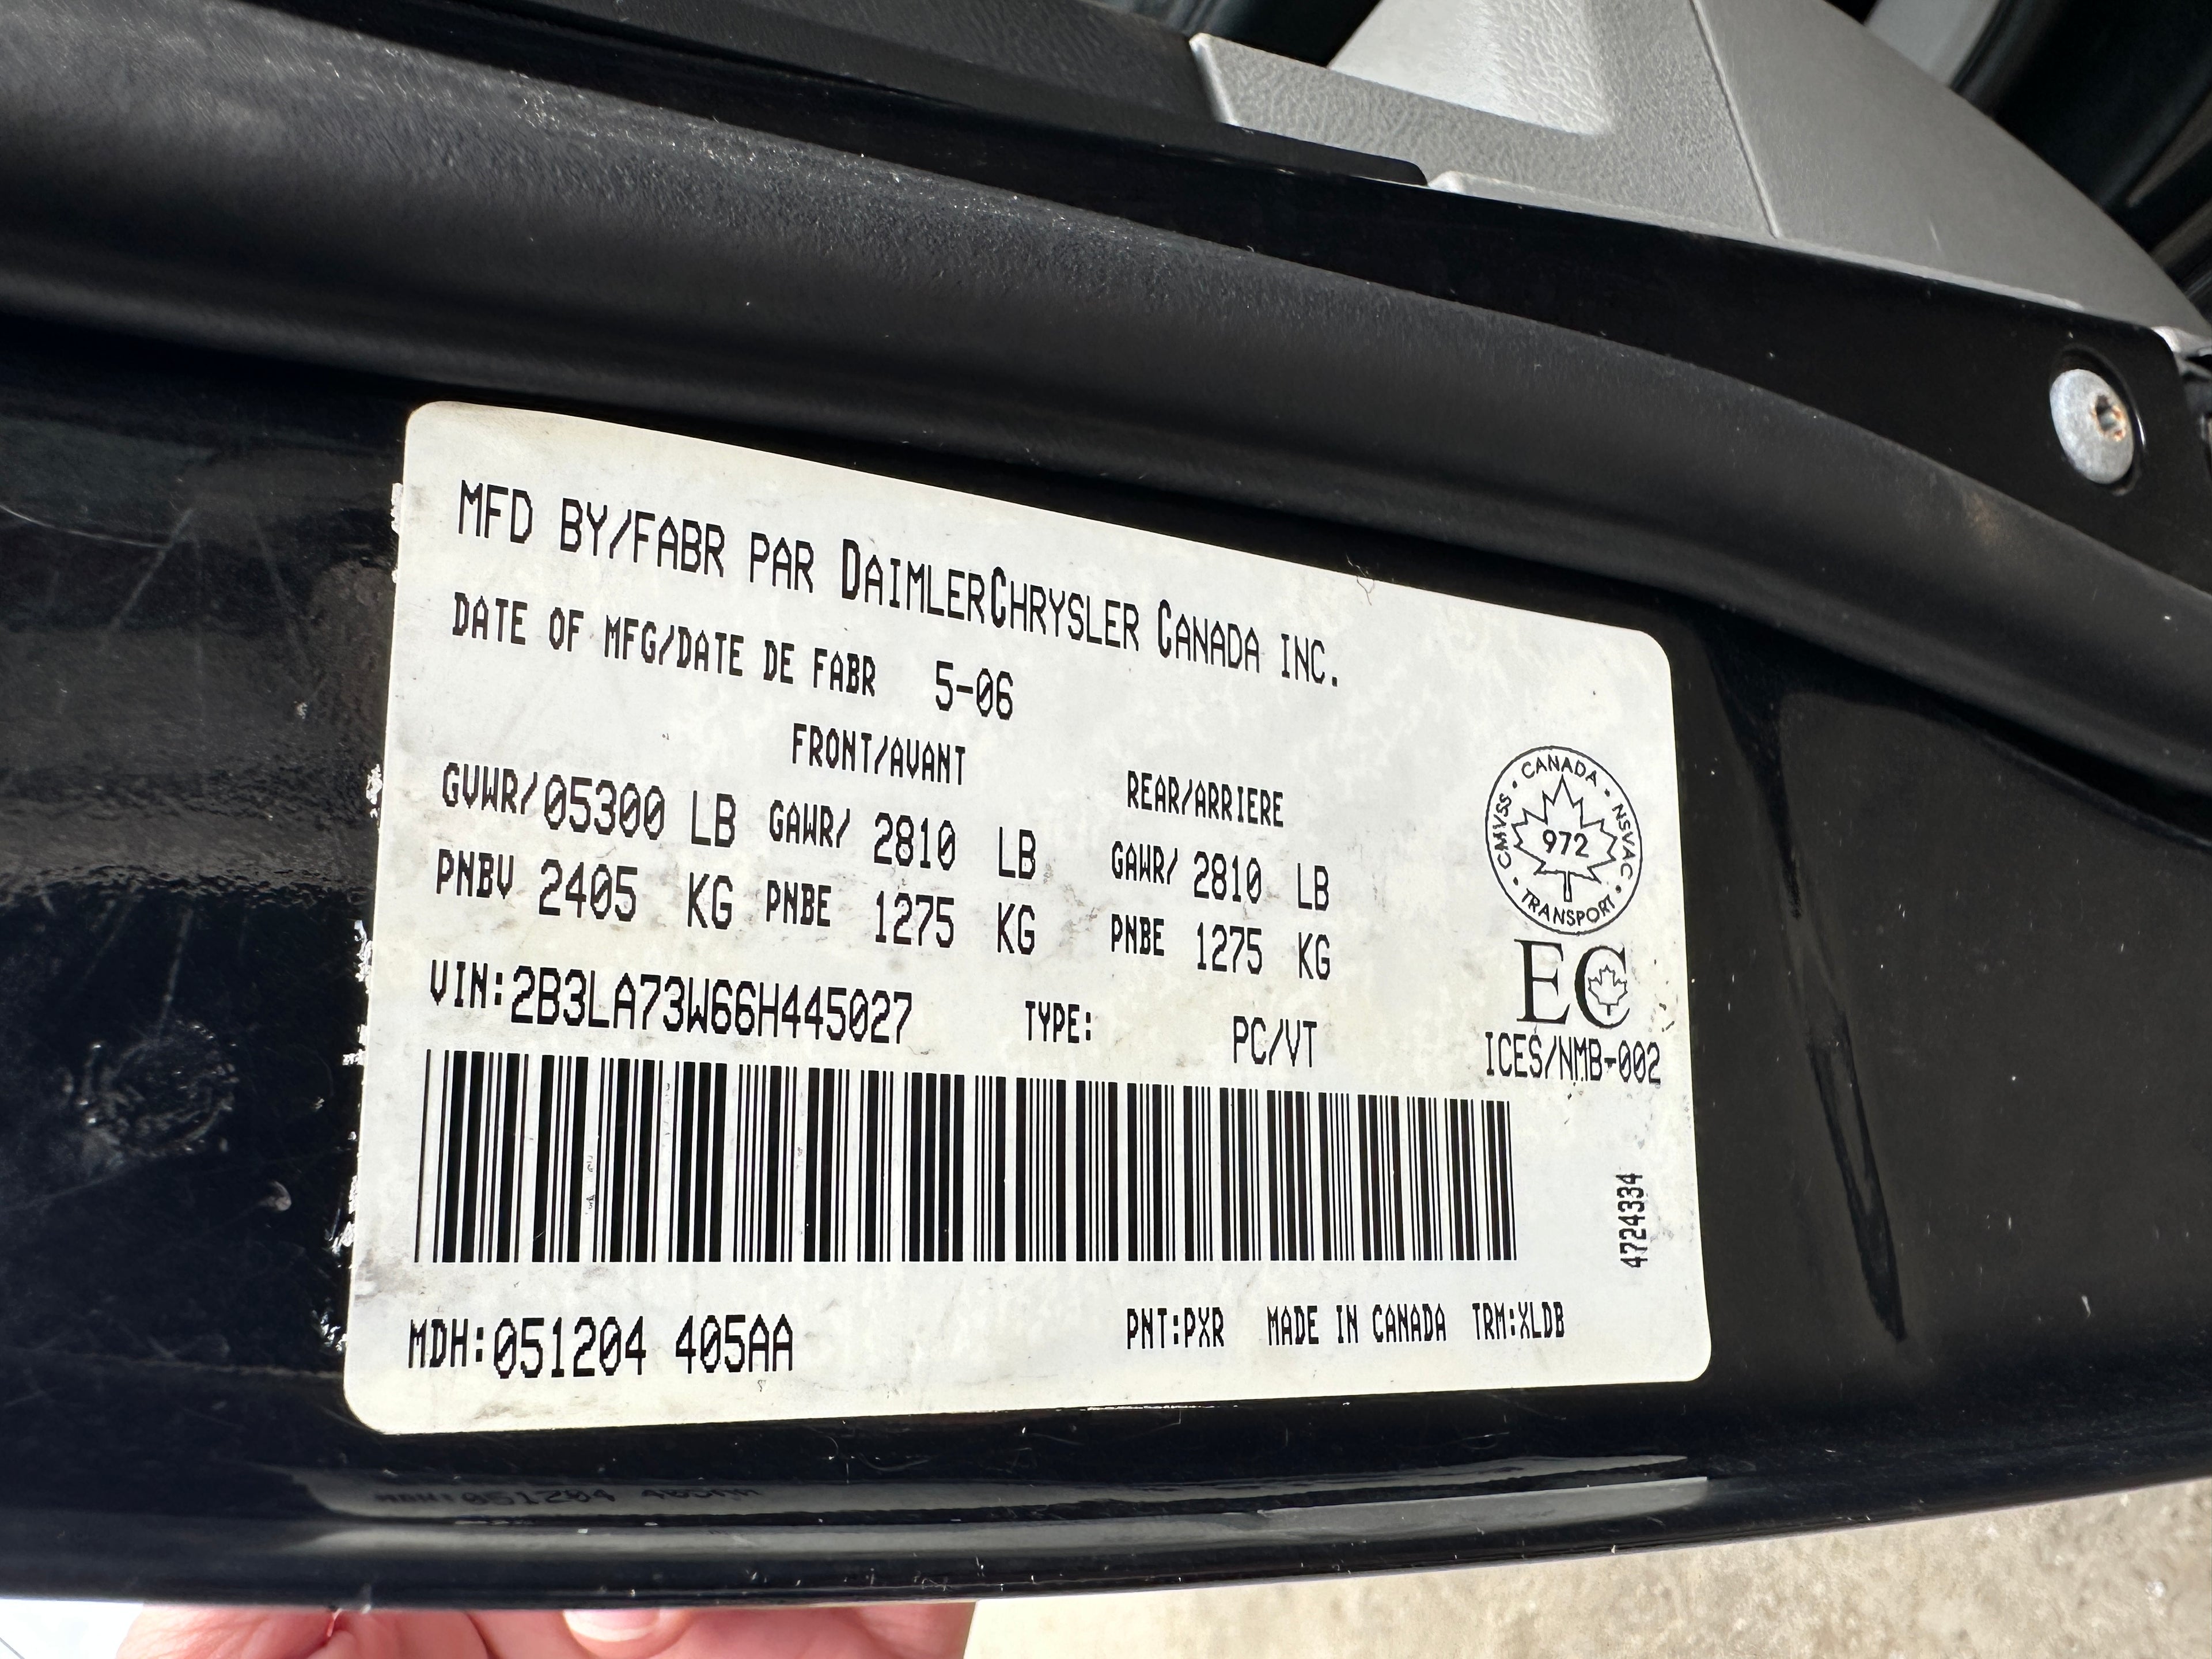 MFD BY/FABR PAR DAIMLERCHRYSLER CANADA INC.
DATE OF MFG/DATE DE FABR 5-06
FRONT/AVANT REAR/ARRIERE
GVWR/05300 LB GAWR/ 2810 LB GAWR/ 2810 LB
PNBV 2405 KG PNBE 1275 KG PNBE 1275 KG
VIN:2B3LA73W66H445027 TYPE: PC/VT
CANADA
CMVSS 972 NSVAC
TRANSPORT
EC
ICES/NMB-002
4724334
MDH:051204 405AA PNT:PXR MADE IN CANADA TRM:XLDB